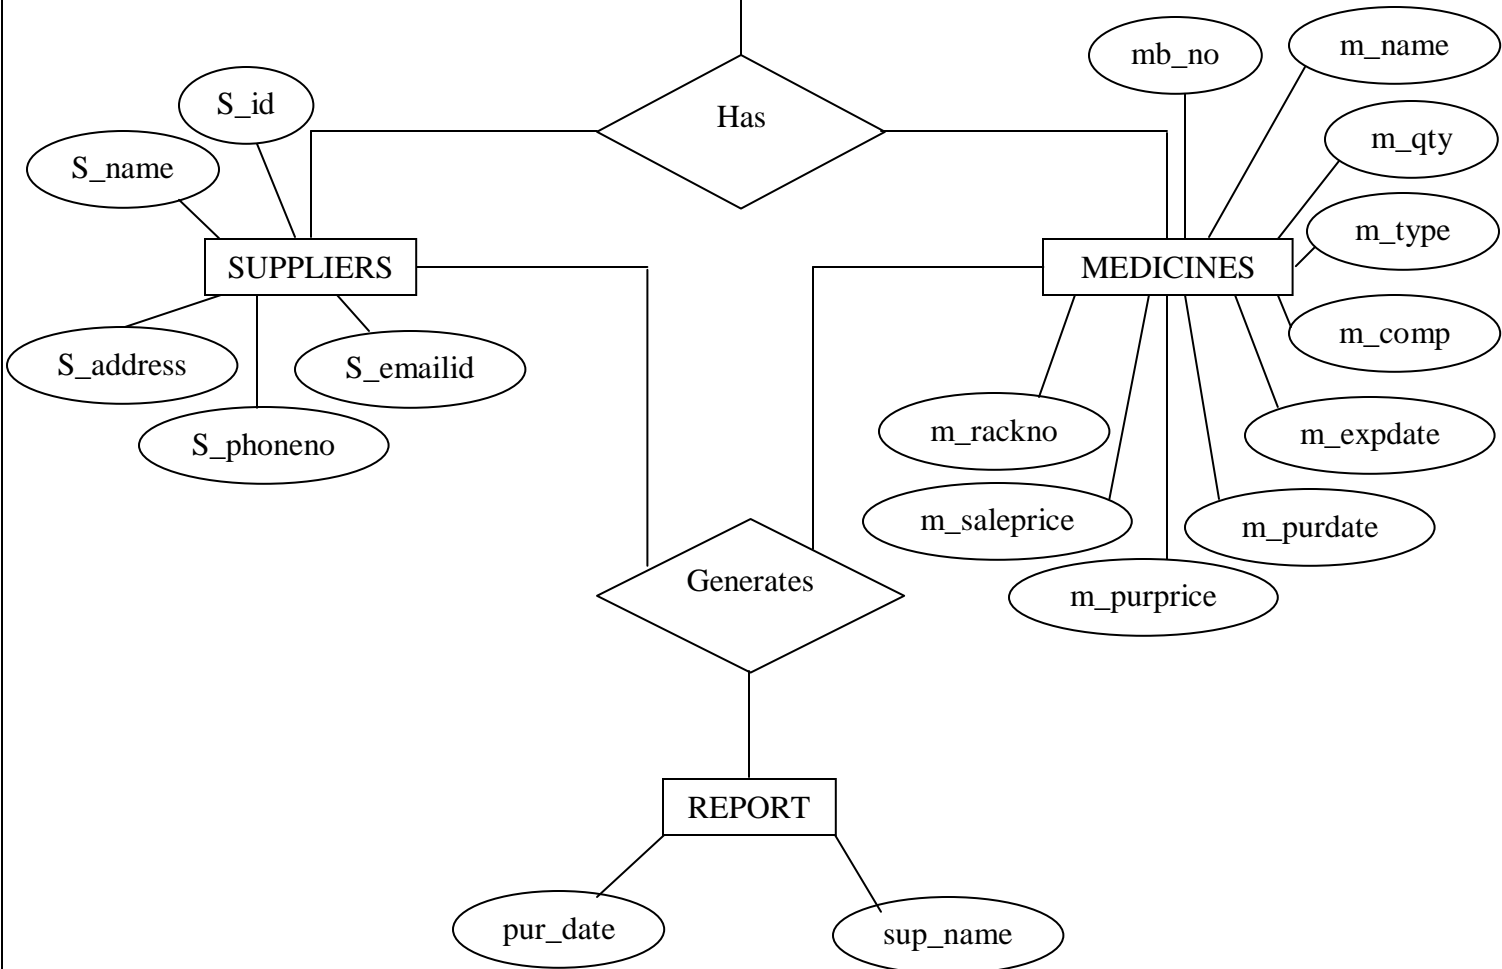 mb_no
m_name
S_id
Has
m_qty
S_name
m_type
SUPPLIERS
MEDICINES
m_comp
S_address
S_emailid
m_rackno
m_expdate
S_phoneno
m_saleprice
m_purdate
Generates
m_purprice
REPORT
pur_date
sup_name